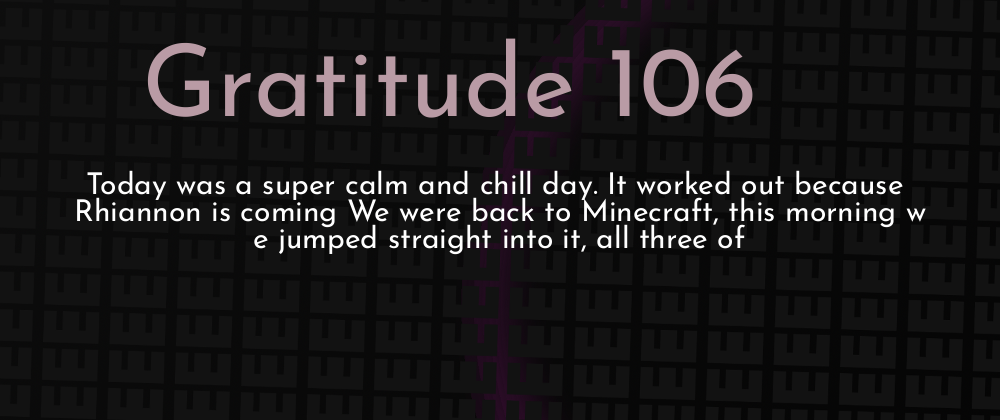 Gratitude 106
Today was a super calm and chill day. It worked out because
Rhiannon is coming We were back to Minecraft, this morning w
e jumped straight into it, all three of